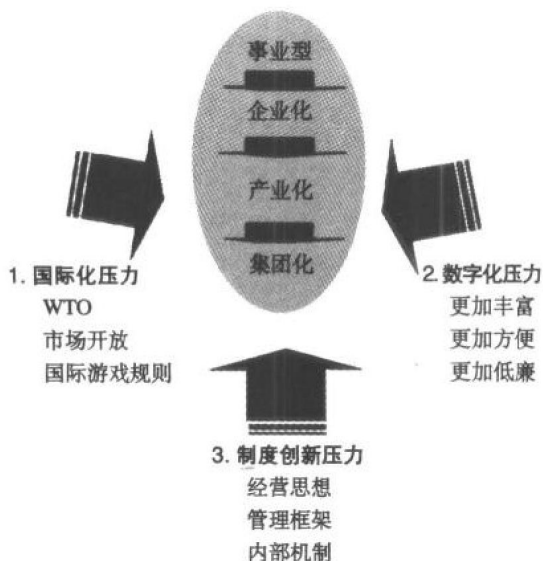 事业型
企业化
产业化
集团化
1. 国际化压力
WTO
市场开放
国际游戏规则
2. 数字化压力
更加丰富
更加方便
更加低廉
3. 制度创新压力
经营思想
管理框架
内部机制